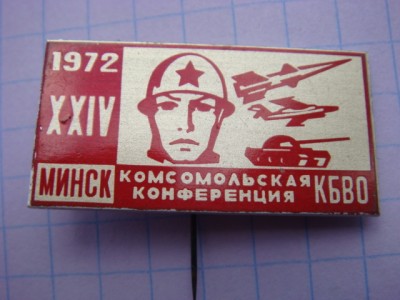 1972
XXIV
МИНСК
КОМСОМОЛЬСКАЯ
КОНФЕРЕНЦИЯ
КБВО